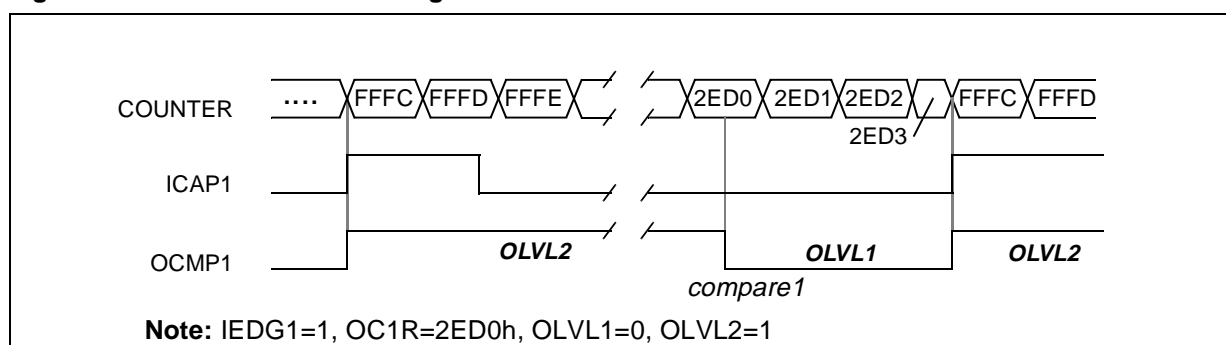 COUNTER .... FFFC FFFD FFFE 2ED0 2ED1 2ED2 FFFC FFFD
2ED3
ICAP1
OCMP1 OLVL2 OLVL1 OLVL2
compare1
Note: IEDG1=1, OC1R=2ED0h, OLVL1=0, OLVL2=1